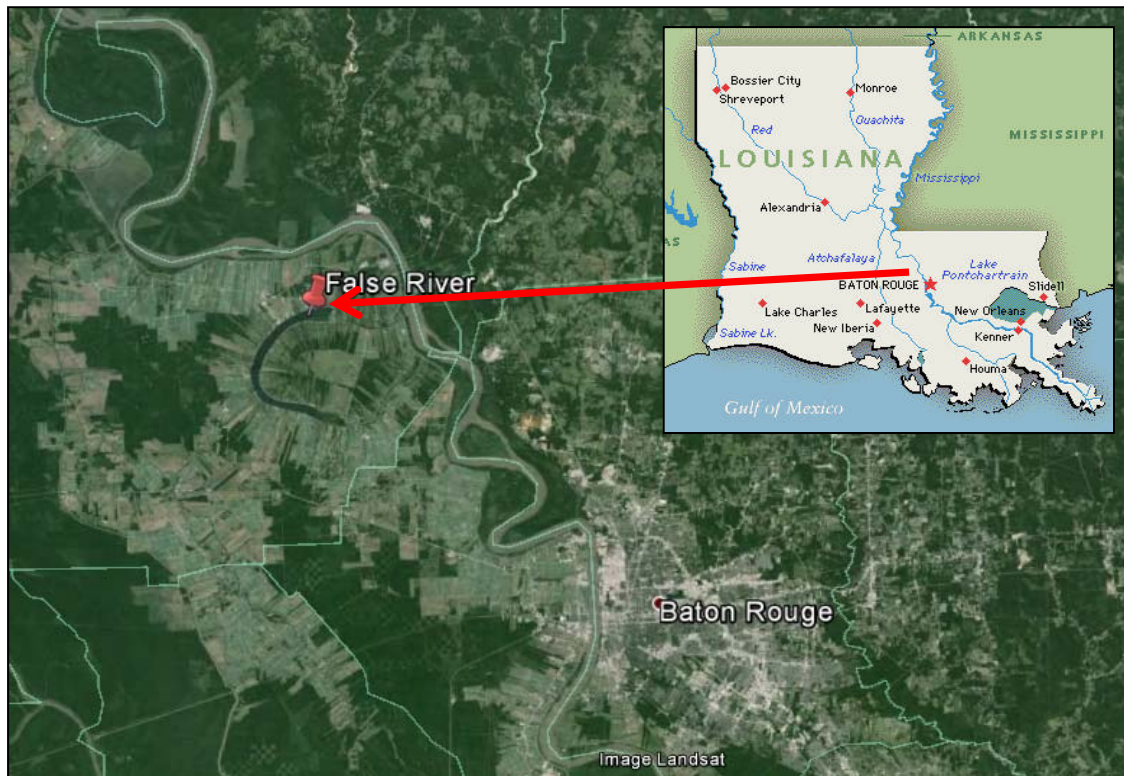 False River
Baton Rouge
Image Landsat
ARKANSAS
Bossier City
Shreveport
Monroe
Ouachita
Red
MISSISSIPPI
LOUISIANA
Mississippi
Alexandria
AS
Sabine
Atchafalaya
Lake
Pontchartrain
BATON ROUGE
Slidell
Lake Charles
Lafayette
New Orleans
New Iberia
Kenner
Sabine Lk.
Houma
Gulf of Mexico